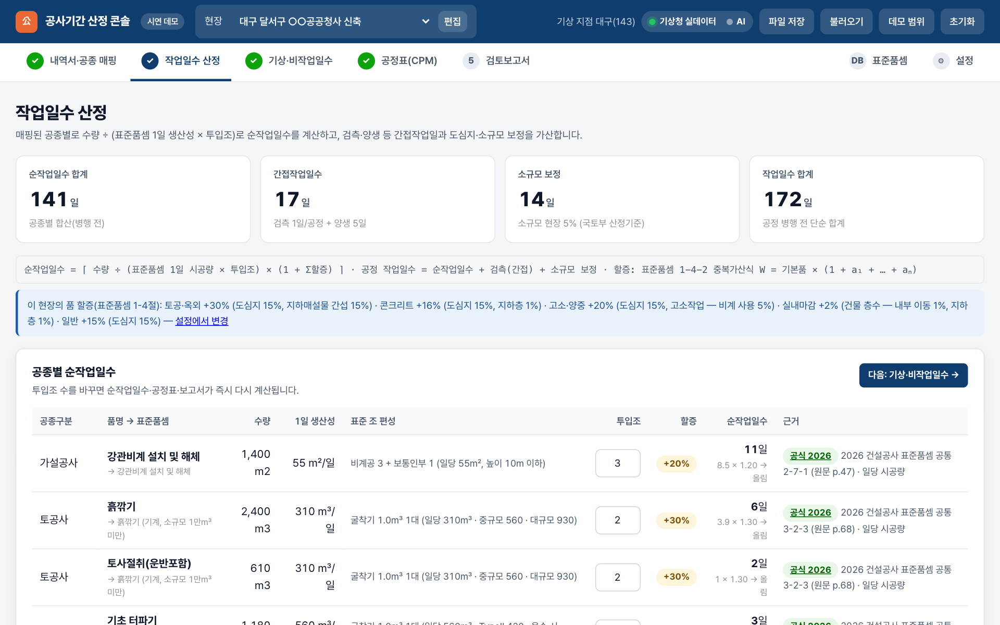 公 공사기간 산정 콘솔 시연 데모 현장 대구 달서구 〇〇공공청사 신축 편집 기상 지점 대구(143) 기상청 실데이터 AI 파일 저장 불러오기 데모 범위 초기화
내역서·공종 매핑 작업일수 산정 기상·비작업일수 공정표(CPM) 5 검토보고서 DB 표준품셈 설정
작업일수 산정
매핑된 공종별로 수량 ÷ (표준품셈 1일 생산성 × 투입조)로 순작업일수를 계산하고, 검측·양생 등 간접작업일과 도심지·소규모 보정을 가산합니다.
순작업일수 합계
141일
공종별 합산(병행 전)
간접작업일수
17일
검측 1일/공정 + 양생 5일
소규모 보정
14일
소규모 현장 5% (국토부 산정기준)
작업일수 합계
172일
공정 병행 전 단순 합계
순작업일수 = ⌈ 수량 ÷ (표준품셈 1일 시공량 × 투입조) × (1 + Σ할증) ⌉ · 공정 작업일수 = 순작업일수 + 검측(간접) + 소규모 보정 · 할증: 표준품셈 1-4-2 중복가산식 W = 기본품 × (1 + a₁ + … + aₙ)
이 현장의 품 할증(표준품셈 1-4절): 토공·옥외 +30% (도심지 15%, 지하매설물 간섭 15%) · 콘크리트 +16% (도심지 15%, 지하층 1%) · 고소·양중 +20% (도심지 15%, 고소작업 — 비계 사용 5%) · 실내마감 +2% (건물 층수 — 내부 이동 1%, 지하
층 1%) · 일반 +15% (도심지 15%) — 설정에서 변경
공종별 순작업일수
투입조 수를 바꾸면 순작업일수·공정표·보고서가 즉시 다시 계산됩니다.
다음: 기상·비작업일수 →
공종구분 품명 → 표준품셈 수량 1일 생산성 표준 조 편성 투입조 할증 순작업일수 근거
가설공사
강관비계 설치 및 해체
→ 강관비계 설치 및 해체
1,400
m2
55 m²/일
비계공 3 + 보통인부 1 (일당 55m², 높이 10m 이하)
3
+20%
11일
8.5 × 1.20 →
올림
공식 2026 2026 건설공사 표준품셈 공통
2-7-1 (원문 p.47) · 일당 시공량
토공사
흙깎기
→ 흙깎기 (기계, 소규모 1만m³
미만)
2,400
m3
310 m³/
일
굴착기 1.0m³ 1대 (일당 310m³ · 중규모 560 · 대규모 930)
2
+30%
6일
3.9 × 1.30 →
올림
공식 2026 2026 건설공사 표준품셈 공통
3-2-3 (원문 p.68) · 일당 시공량
토공사
토사절취(운반포함)
→ 흙깎기 (기계, 소규모 1만m³
미만)
610
m3
310 m³/
일
굴착기 1.0m³ 1대 (일당 310m³ · 중규모 560 · 대규모 930)
2
+30%
2일
1 × 1.30 → 올
림
공식 2026 2026 건설공사 표준품셈 공통
3-2-3 (원문 p.68) · 일당 시공량
기초 터파기
1,180
560 m³/
3일